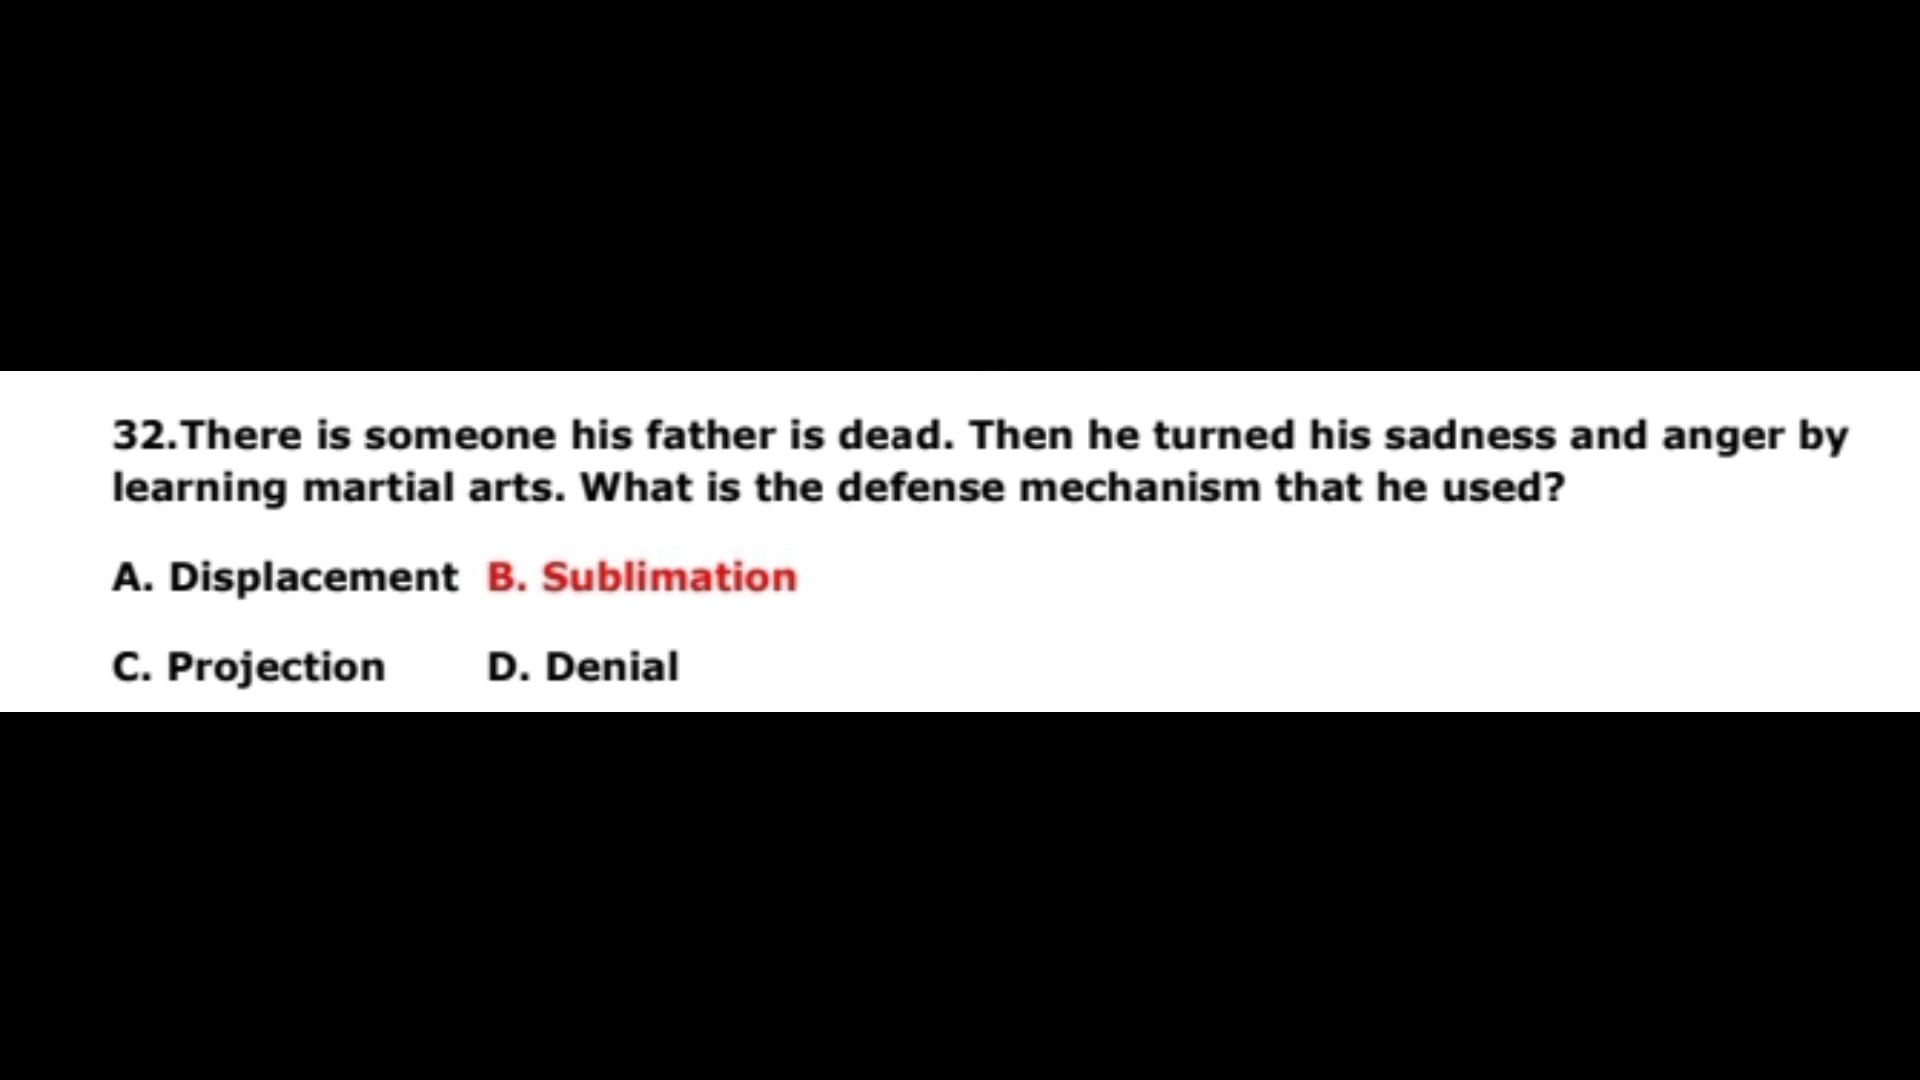 32.There is someone his father is dead. Then he turned his sadness and anger by
learning martial arts. What is the defense mechanism that he used?
A. Displacement B. Sublimation
C. Projection D. Denial